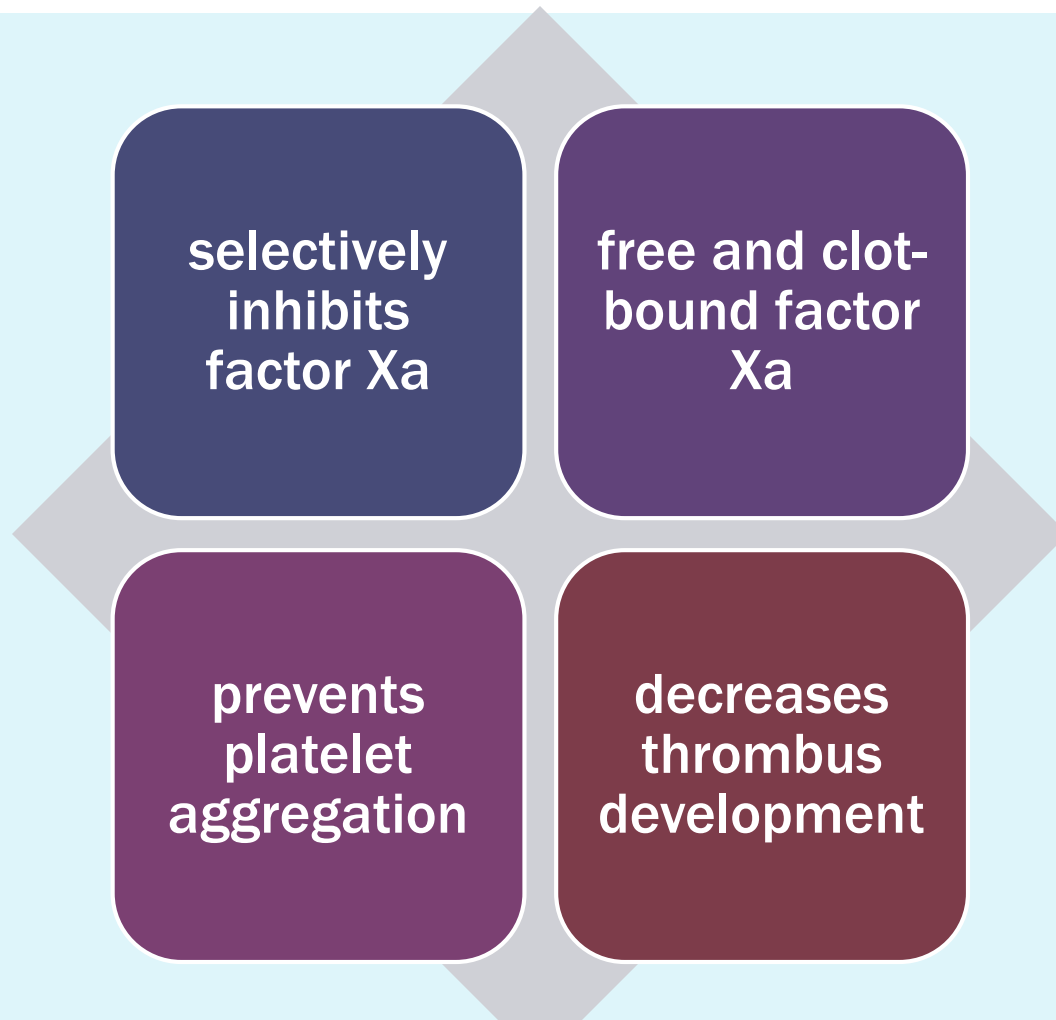 selectively
inhibits
factor Xa
free and clot-
bound factor
Xa
prevents
platelet
aggregation
decreases
thrombus
development